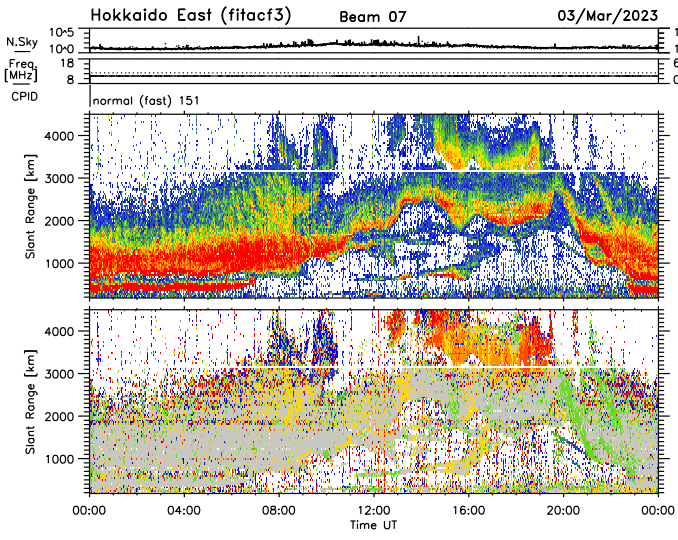 Hokkaido East (fitacf3) Beam 07 03/Mar/2023
N.Sky 10^5 10^0
Freq. [MHz] 18 8 6 0
CPID normal (fast) 151
Slant Range [km] 4000 3000 2000 1000
Slant Range [km] 4000 3000 2000 1000
00:00 04:00 08:00 12:00 16:00 20:00 00:00
Time UT